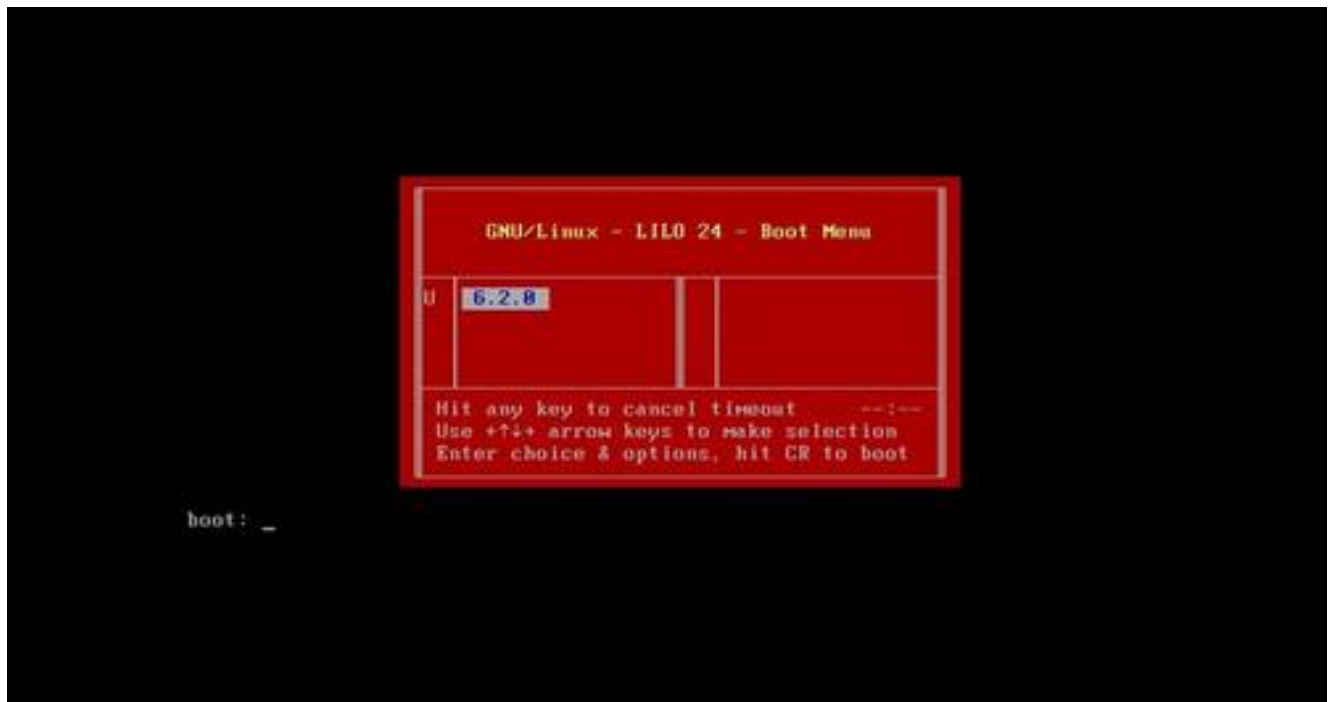 GNU/Linux - LILO 24 - Boot Menu
U 6.2.0
Hit any key to cancel timeout --:--
Use ←↑↓→ arrow keys to make selection
Enter choice & options, hit CR to boot
boot: _